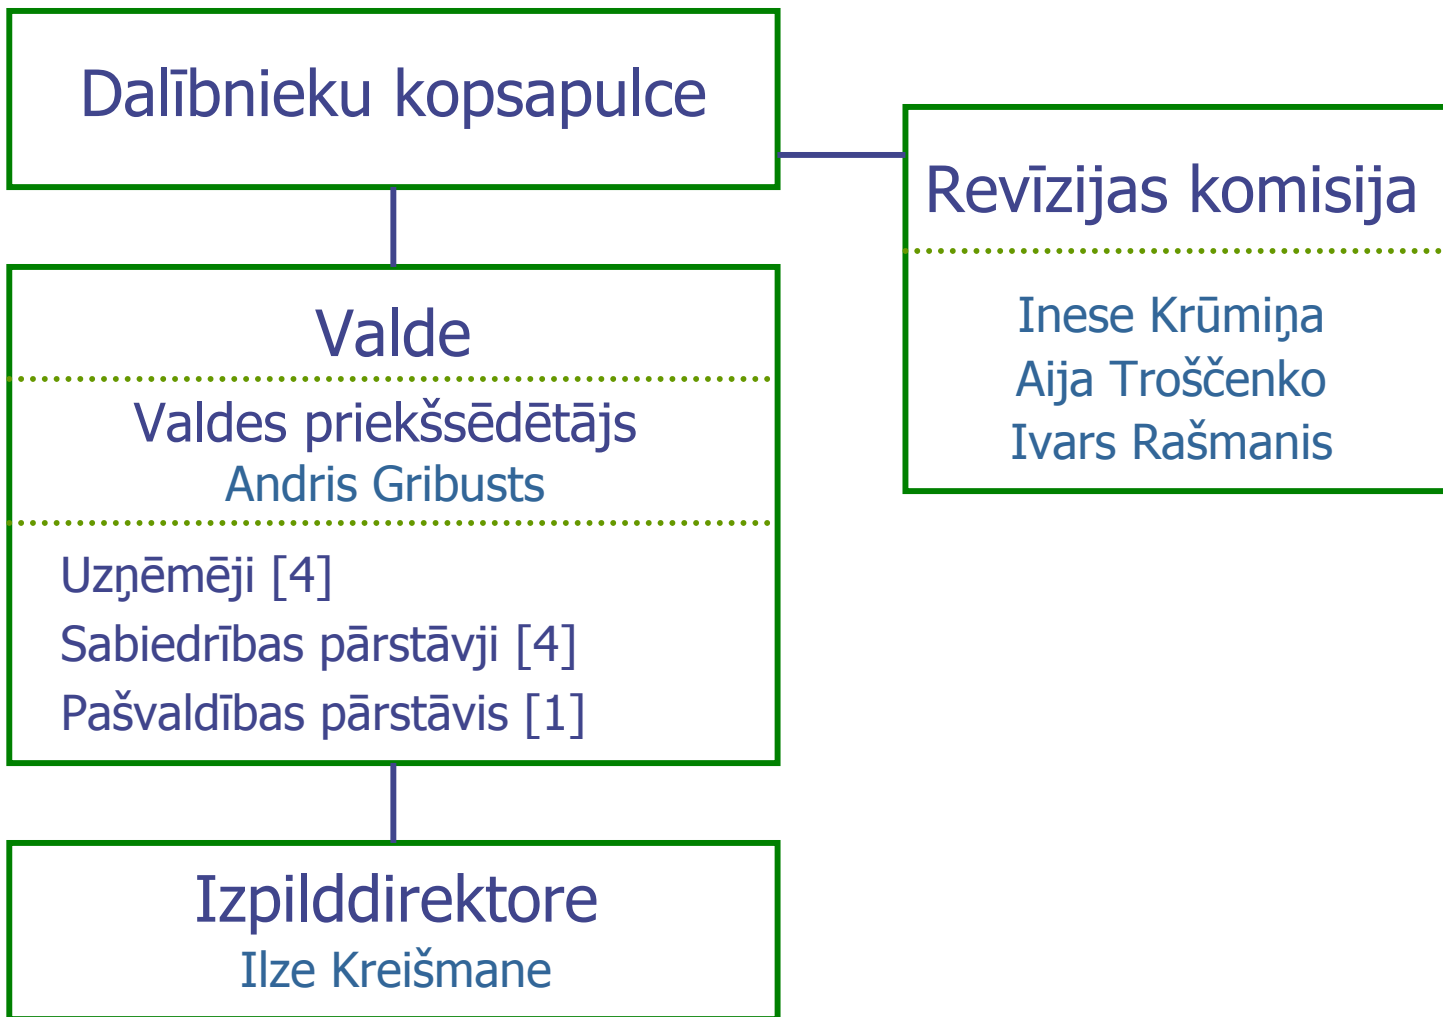 Dalībnieku kopsapulce
Revīzijas komisija
Inese Krūmiņa
Aija Troščenko
Ivars Rašmanis
Valde
Valdes priekšsēdētājs
Andris Gribusts
Uzņēmēji [4]
Sabiedrības pārstāvji [4]
Pašvaldības pārstāvis [1]
Izpilddirektore
Ilze Kreišmane